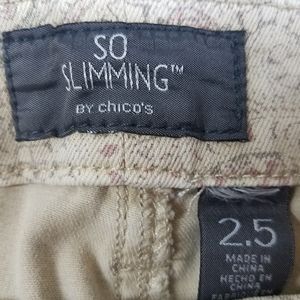 SO
SLIMMING™
BY CHICO'S
2.5
MADE IN
CHINA
HECHO EN
CHINA